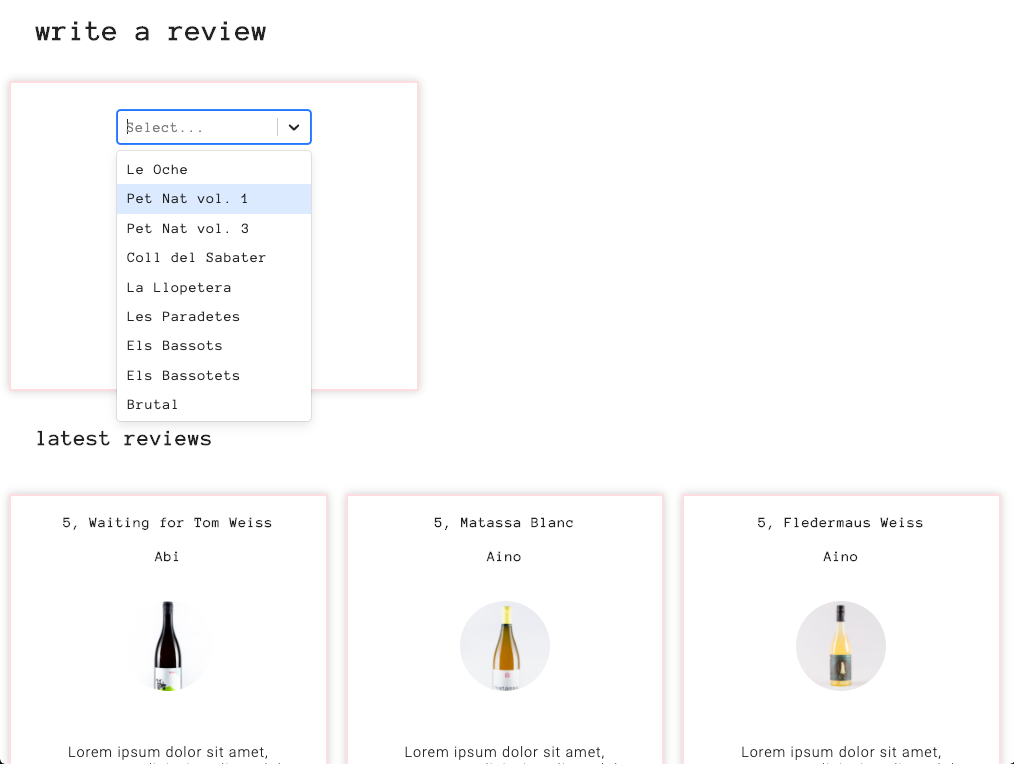 write a review
Select...
Le Oche
Pet Nat vol. 1
Pet Nat vol. 3
Coll del Sabater
La Llopetera
Les Paradetes
Els Bassots
Els Bassotets
Brutal
latest reviews
5, Waiting for Tom Weiss
Abi
5, Matassa Blanc
Aino
5, Fledermaus Weiss
Aino
Lorem ipsum dolor sit amet,
Lorem ipsum dolor sit amet,
Lorem ipsum dolor sit amet,